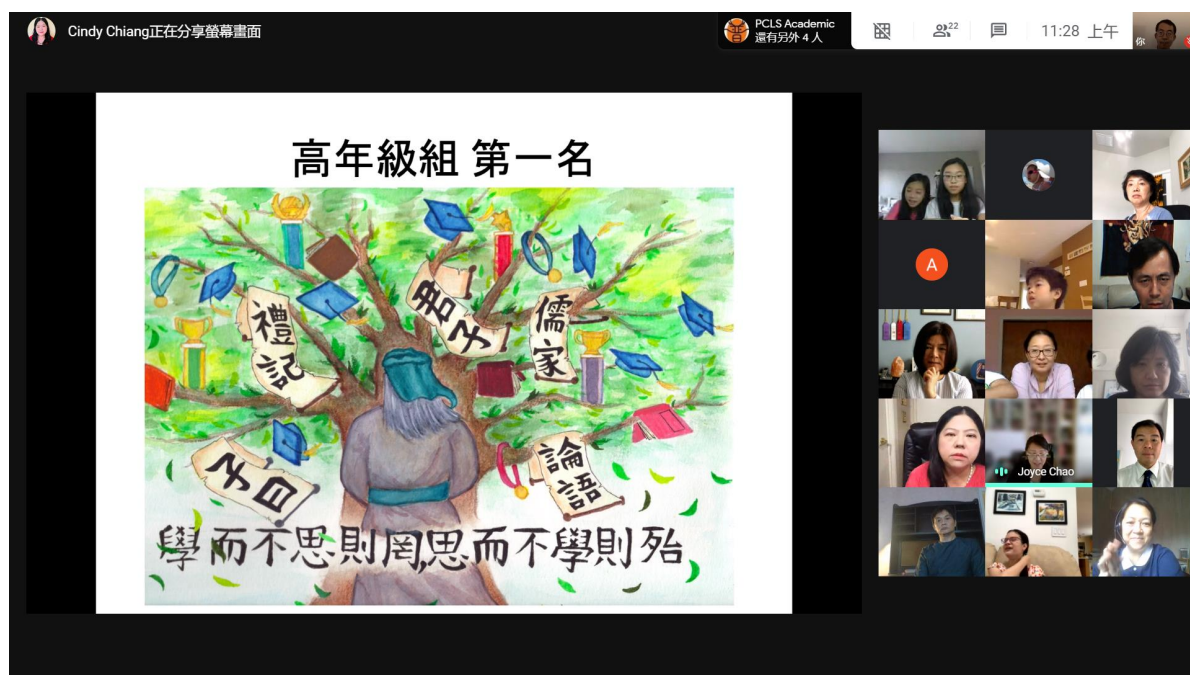 Cindy Chiang正在分享螢幕畫面
PCLS Academic
還有另外 4 人
22
11:28 上午
你
高年級組 第一名
禮記
君子
儒家
子曰
論語
學而不思則罔,思而不學則殆
A
Joyce Chao